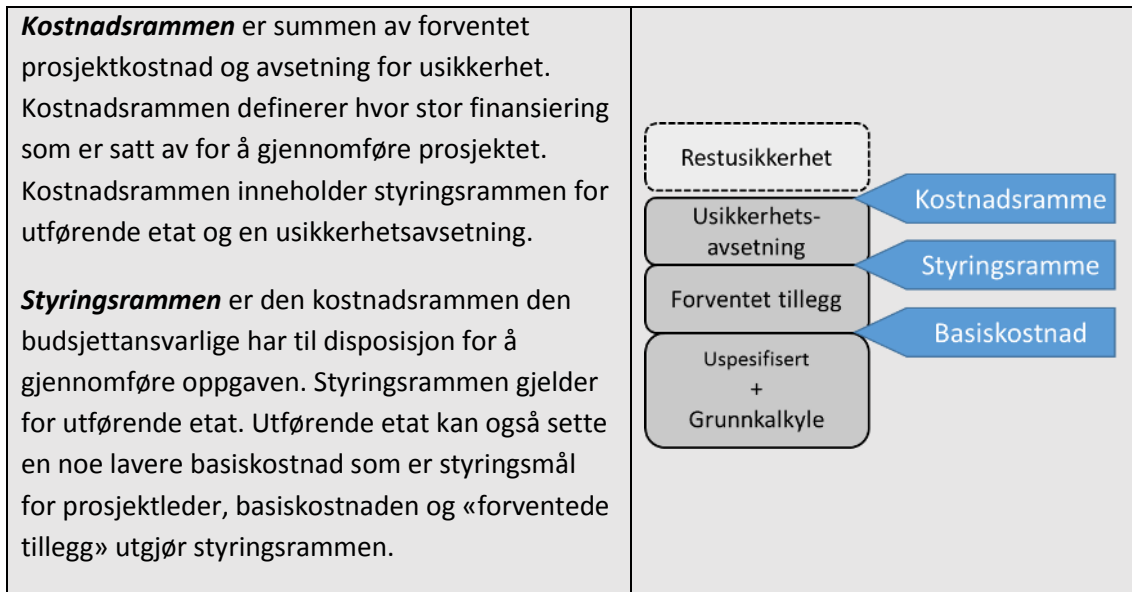 Kostnadsrammen er summen av forventet
prosjektkostnad og avsetning for usikkerhet.
Kostnadsrammen definerer hvor stor finansiering
som er satt av for å gjennomføre prosjektet.
Kostnadsrammen inneholder styringsrammen for
utførende etat og en usikkerhetsavsetning.
Styringsrammen er den kostnadsrammen den
budsjettansvarlige har til disposisjon for å
gjennomføre oppgaven. Styringsrammen gjelder
for utførende etat. Utførende etat kan også sette
en noe lavere basiskostnad som er styringsmål
for prosjektleder, basiskostnaden og «forventede
tillegg» utgjør styringsrammen.
Restusikkerhet
Kostnadsramme
Usikkerhets-
avsetning
Styringsramme
Forventet tillegg
Basiskostnad
Uspesifisert
+
Grunnkalkyle